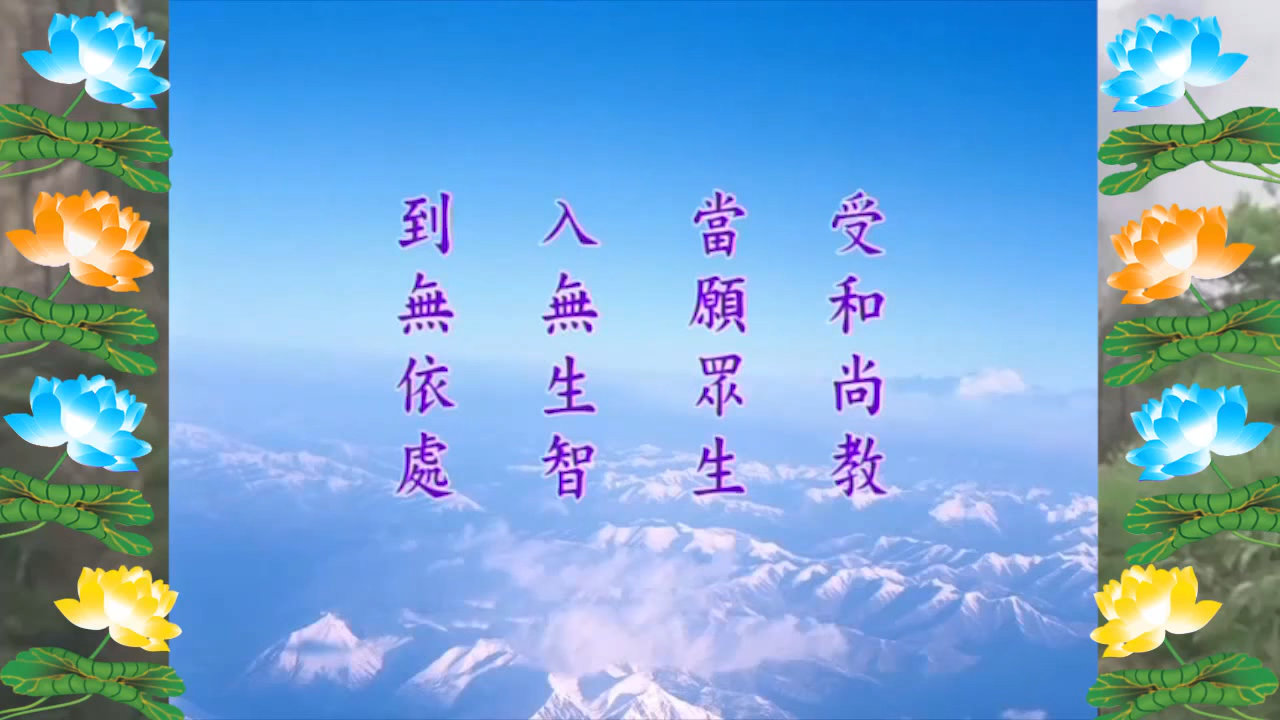 受和尚教
當願眾生
入無生智
到無依處